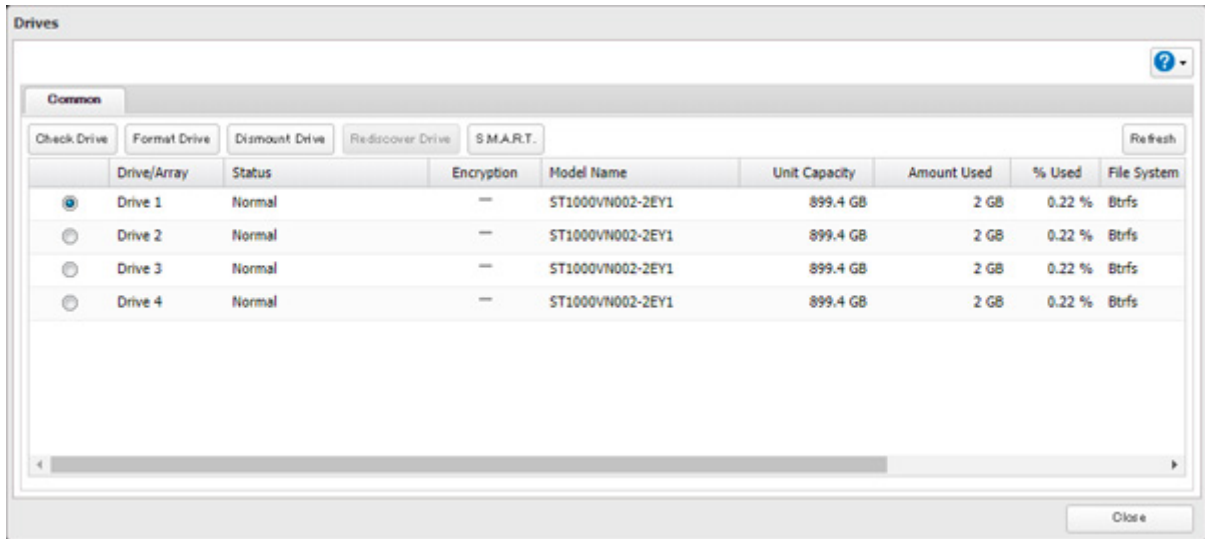 Drives
?
Common
Check Drive Format Drive Dismount Drive Rediscover Drive S.M.A.R.T. Refresh
Drive/Array Status Encryption Model Name Unit Capacity Amount Used % Used File System
Drive 1 Normal — ST1000VN002-2EY1 899.4 GB 2 GB 0.22 % Btrfs
Drive 2 Normal — ST1000VN002-2EY1 899.4 GB 2 GB 0.22 % Btrfs
Drive 3 Normal — ST1000VN002-2EY1 899.4 GB 2 GB 0.22 % Btrfs
Drive 4 Normal — ST1000VN002-2EY1 899.4 GB 2 GB 0.22 % Btrfs
Close